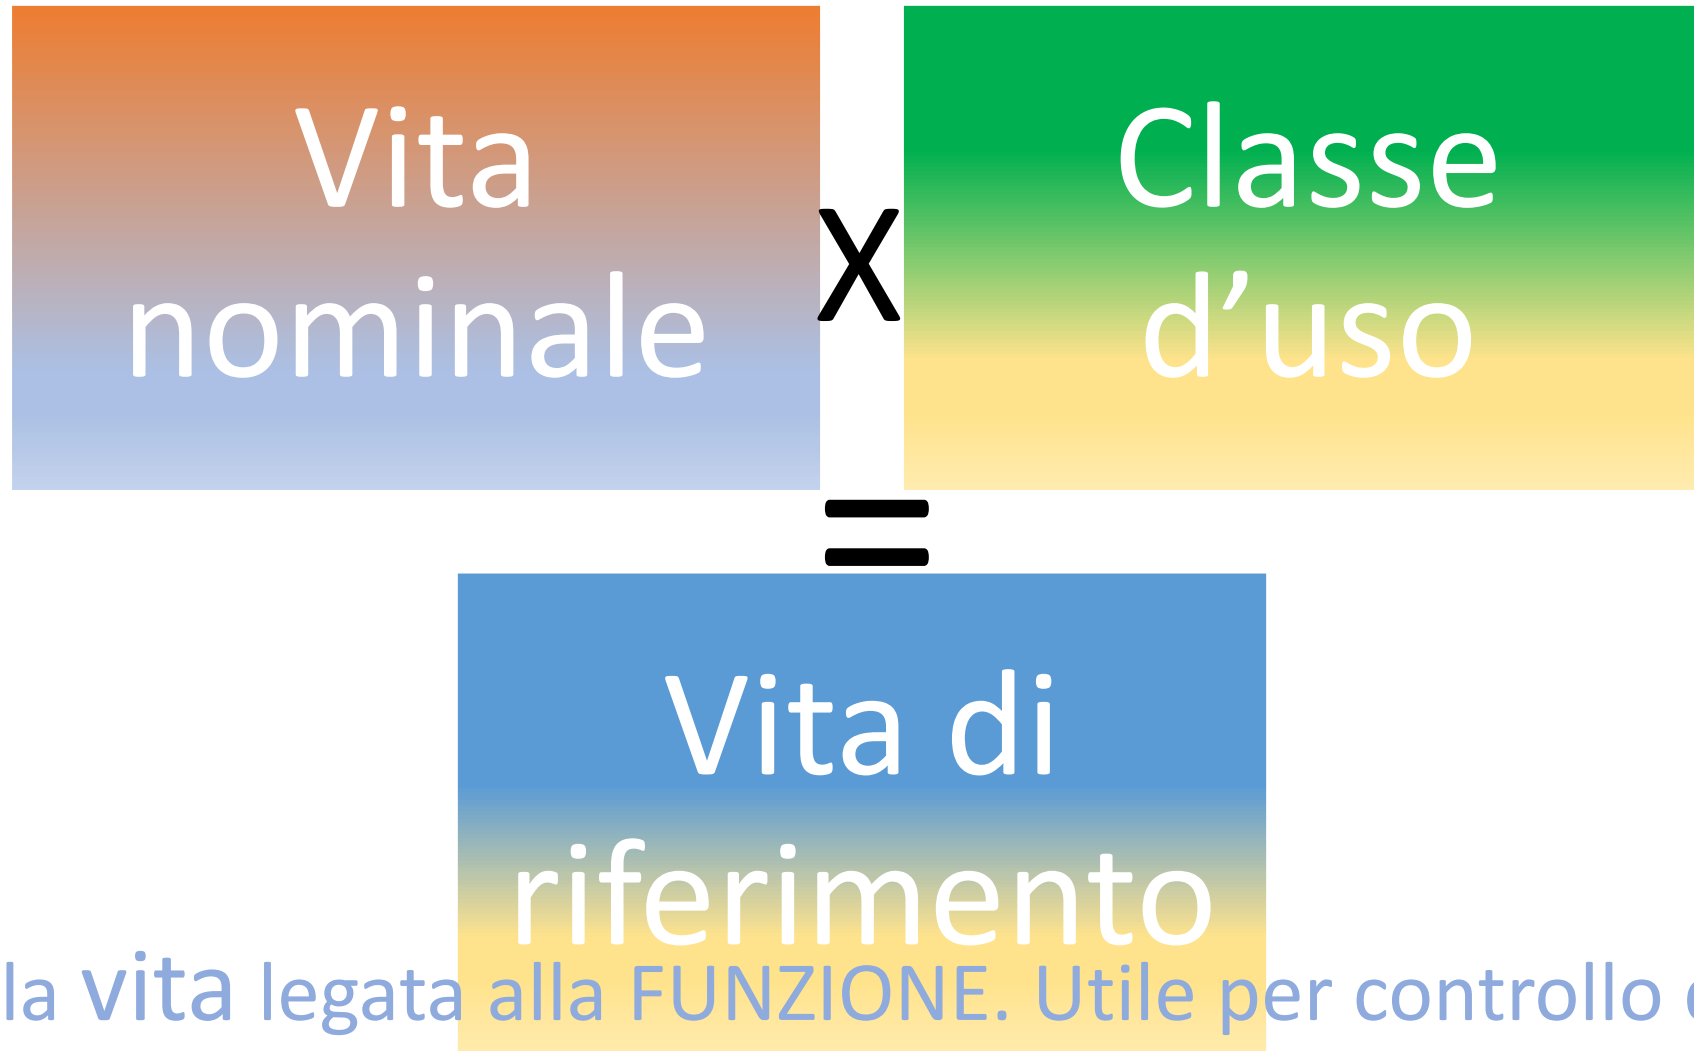 Vita
nominale
x
Classe
d’uso
=
Vita di
riferimento
la vita legata alla FUNZIONE. Utile per controllo